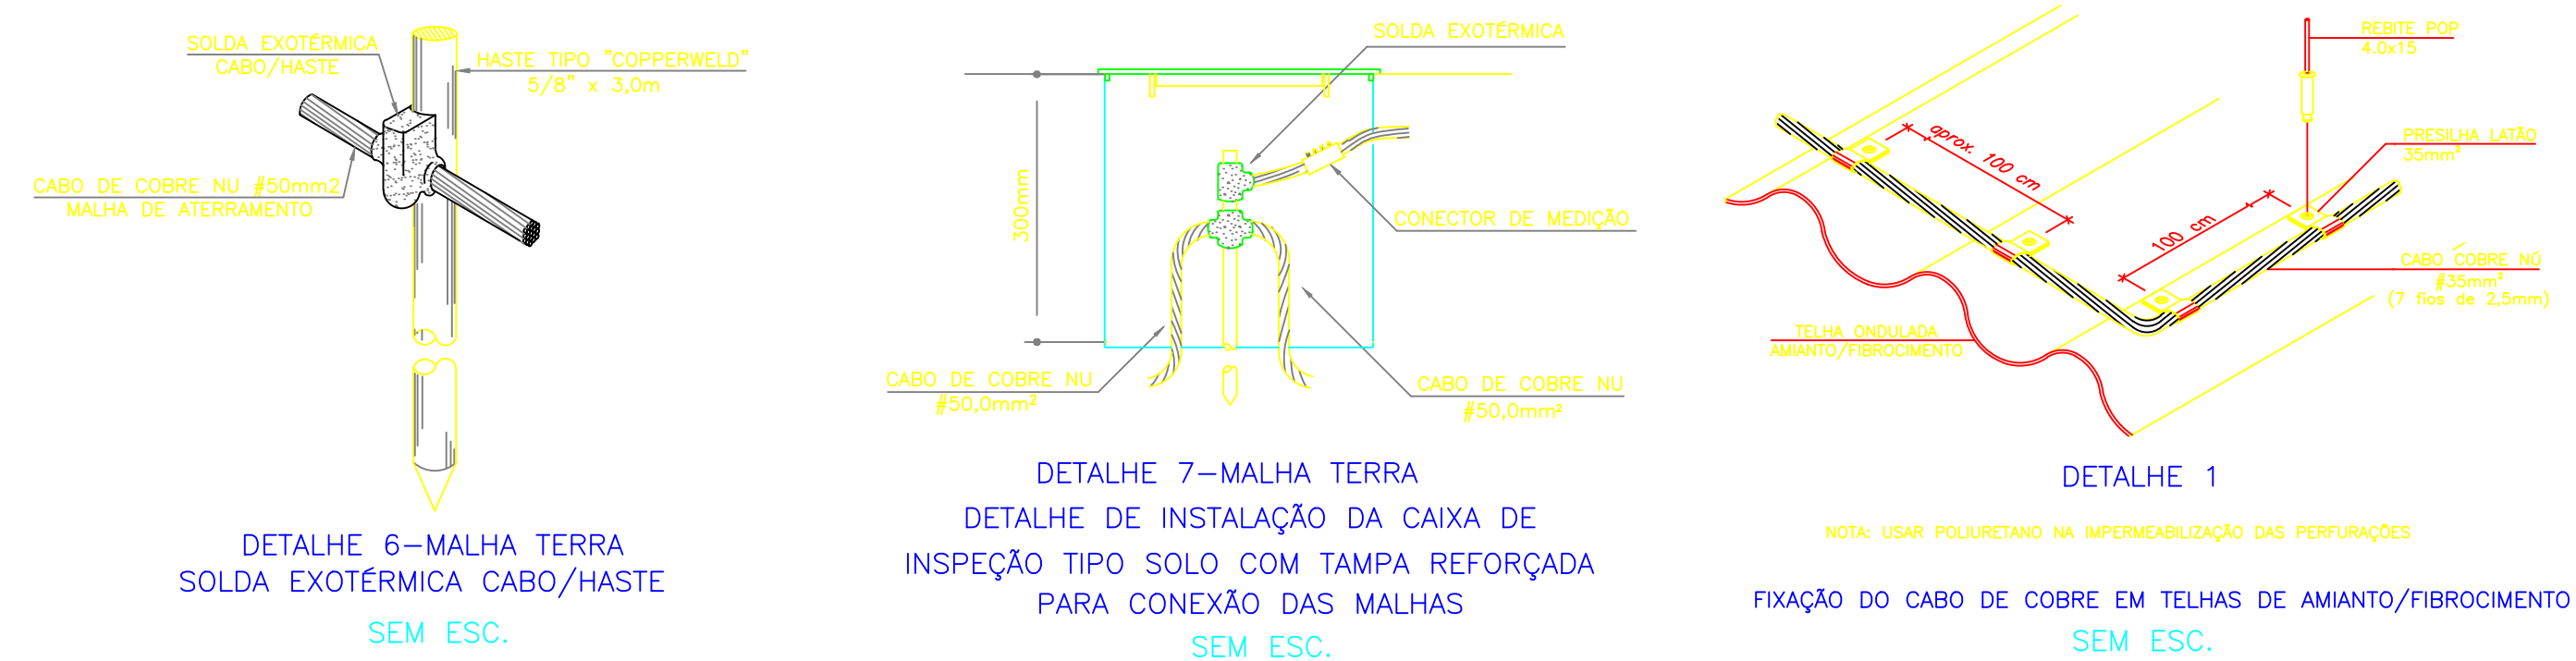 SOLDA EXOTÉRMICA
CABO/HASTE
HASTE TIPO "COPPERWELD"
5/8" x 3,0m
CABO DE COBRE NU #50mm2
MALHA DE ATERRAMENTO
DETALHE 6-MALHA TERRA
SOLDA EXOTÉRMICA CABO/HASTE
SEM ESC.
SOLDA EXOTÉRMICA
300mm
CONECTOR DE MEDIÇÃO
CABO DE COBRE NU
#50,0mm²
CABO DE COBRE NU
#50,0mm²
DETALHE 7-MALHA TERRA
DETALHE DE INSTALAÇÃO DA CAIXA DE
INSPEÇÃO TIPO SOLO COM TAMPA REFORÇADA
PARA CONEXÃO DAS MALHAS
SEM ESC.
REBITE POP
4.0x15
aprox. 100 cm
PRESILHA LATÃO
35mm²
100 cm
CABO COBRE NÚ
#35mm²
(7 fios de 2,5mm)
TELHA ONDULADA
AMIANTO/FIBROCIMENTO
DETALHE 1
NOTA: USAR POLIURETANO NA IMPERMEABILIZAÇÃO DAS PERFURAÇÕES
FIXAÇÃO DO CABO DE COBRE EM TELHAS DE AMIANTO/FIBROCIMENTO
SEM ESC.